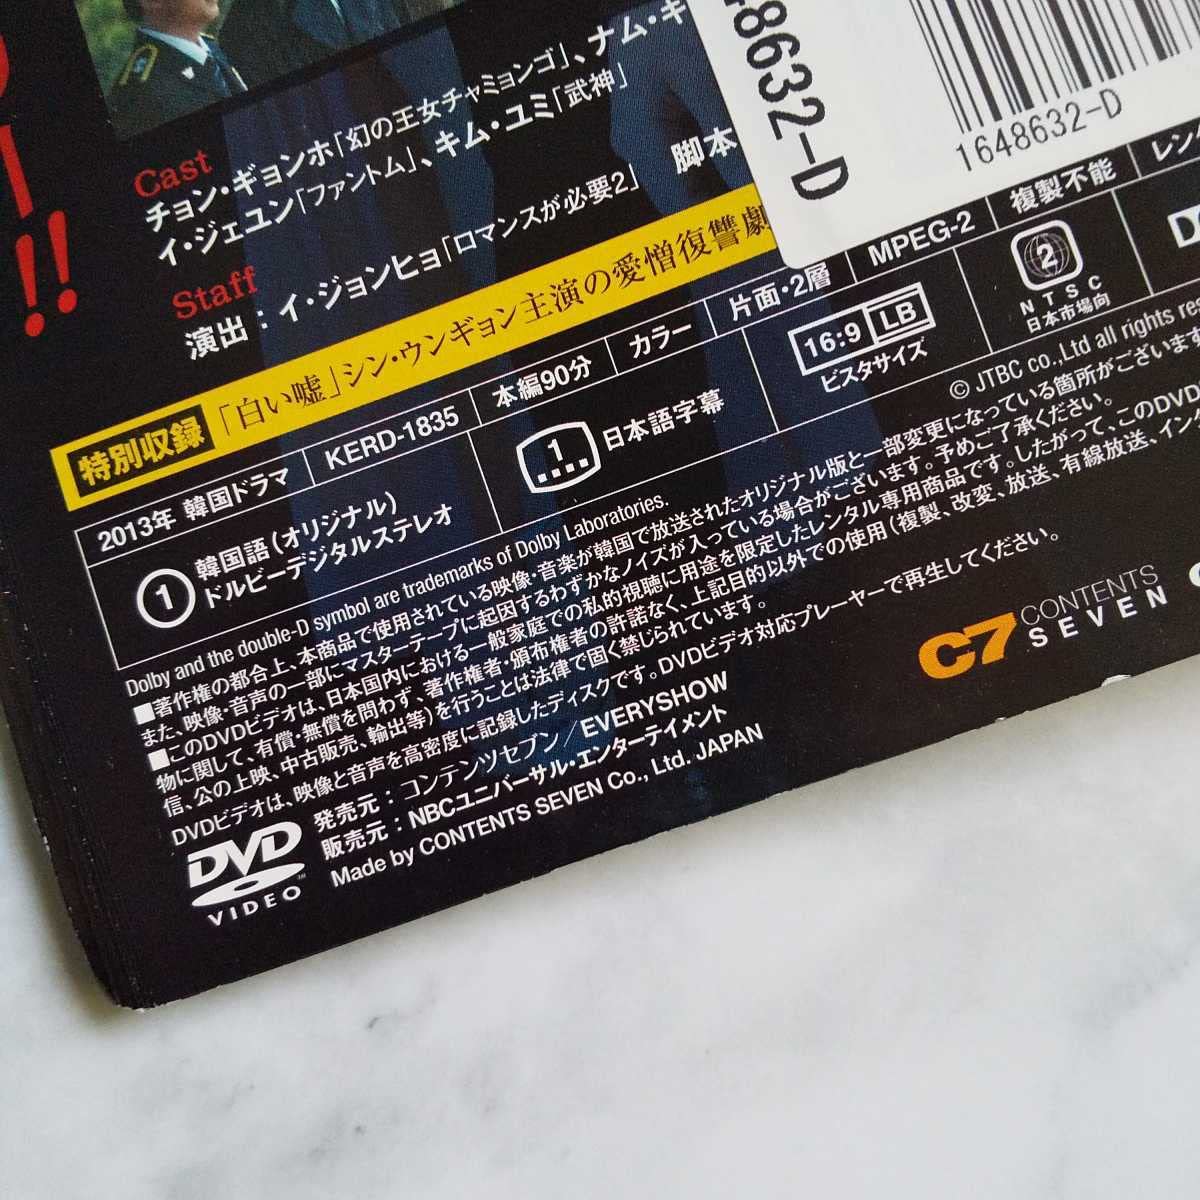 !!
48632-D
1648632-D
Cast
チョン・ギョンホ「幻の王女チャミョンゴ」、ナム・キ
イ・ジェユン「ファントム」、キム・ユミ「武神」
Staff
演出：イ・ジョンヒョ「ロマンスが必要2」 脚本
特別収録 「白い嘘」シン・ウンギョン主演の愛憎復讐劇
2013年 韓国ドラマ KERD-1835 本編90分 カラー 片面・2層 MPEG-2 複製不能 レン
1 韓国語(オリジナル)
ドルビーデジタルステレオ
1 日本語字幕
16:9 LB
ビスタサイズ
2
NTSC
日本市場向
© JTBC co.,Ltd all rights rese
Dolby and the double-D symbol are trademarks of Dolby Laboratories.
■著作権の都合上、本商品で使用されている映像・音楽が韓国で放送されたオリジナル版と一部変更になっている箇所がございます
また、映像・音声の一部にマスターテープに起因するわずかなノイズが入っている場合がございます。予めご了承ください。
■このDVDビデオは、日本国内における一般家庭での私的視聴に用途を限定したレンタル専用商品です。したがって、このDVD
物に関して、有償・無償を問わず、著作権者・頒布権者の許諾なく、上記目的以外での使用(複製、改変、放送、有線放送、イン
信、公の上映、中古販売、輸出等)を行うことは法律で固く禁じられています。
DVDビデオは、映像と音声を高密度に記録したディスクです。DVDビデオ対応プレーヤーで再生してください。
DVD
VIDEO
発売元：コンテンツセブン/EVERYSHOW
販売元：NBCユニバーサル・エンターテイメント
Made by CONTENTS SEVEN Co., Ltd. JAPAN
C7 CONTENTS
SEVEN